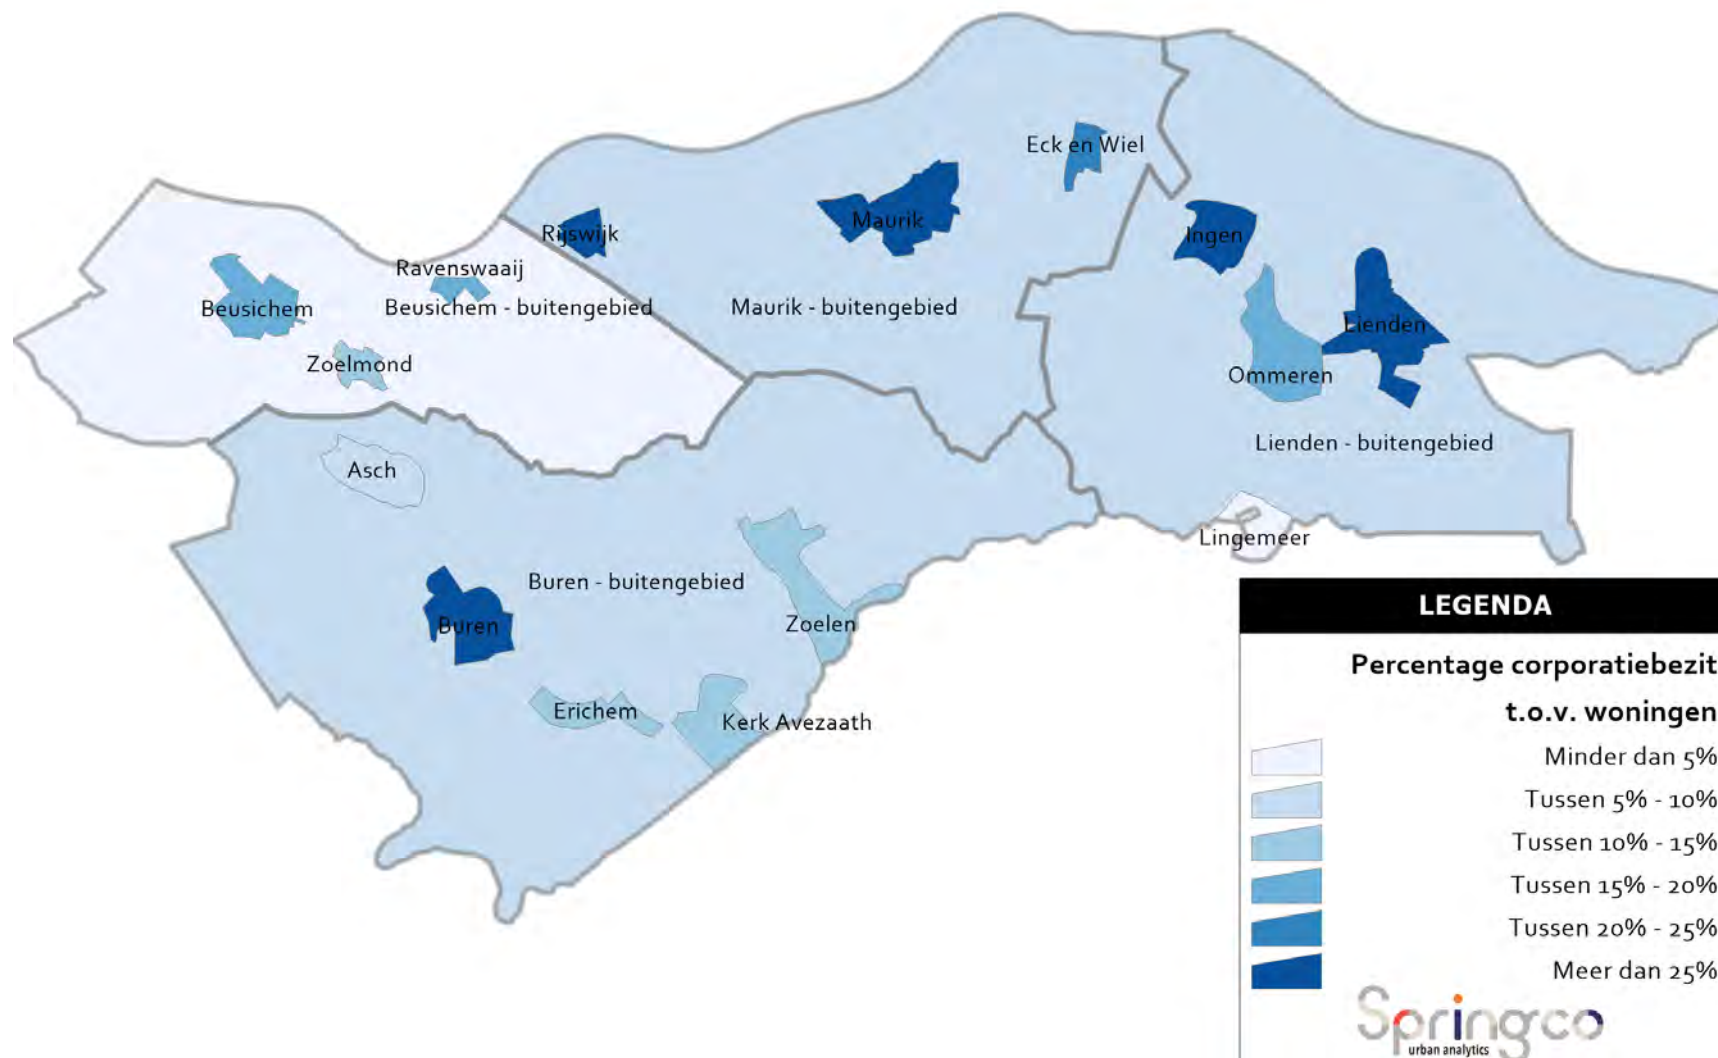 Eck en Wiel
Maurik
Rijswijk
Ingen
Ravenswaaij
Beusichem
Beusichem - buitengebied
Maurik - buitengebied
Lienden
Zoelmond
Ommeren
Lienden - buitengebied
Asch
Lingemeer
Buren - buitengebied
Buren
Zoelen
Erichem
Kerk Avezaath
LEGENDA
Percentage corporatiebezit
t.o.v. woningen
Minder dan 5%
Tussen 5% - 10%
Tussen 10% - 15%
Tussen 15% - 20%
Tussen 20% - 25%
Meer dan 25%
Springco
urban analytics